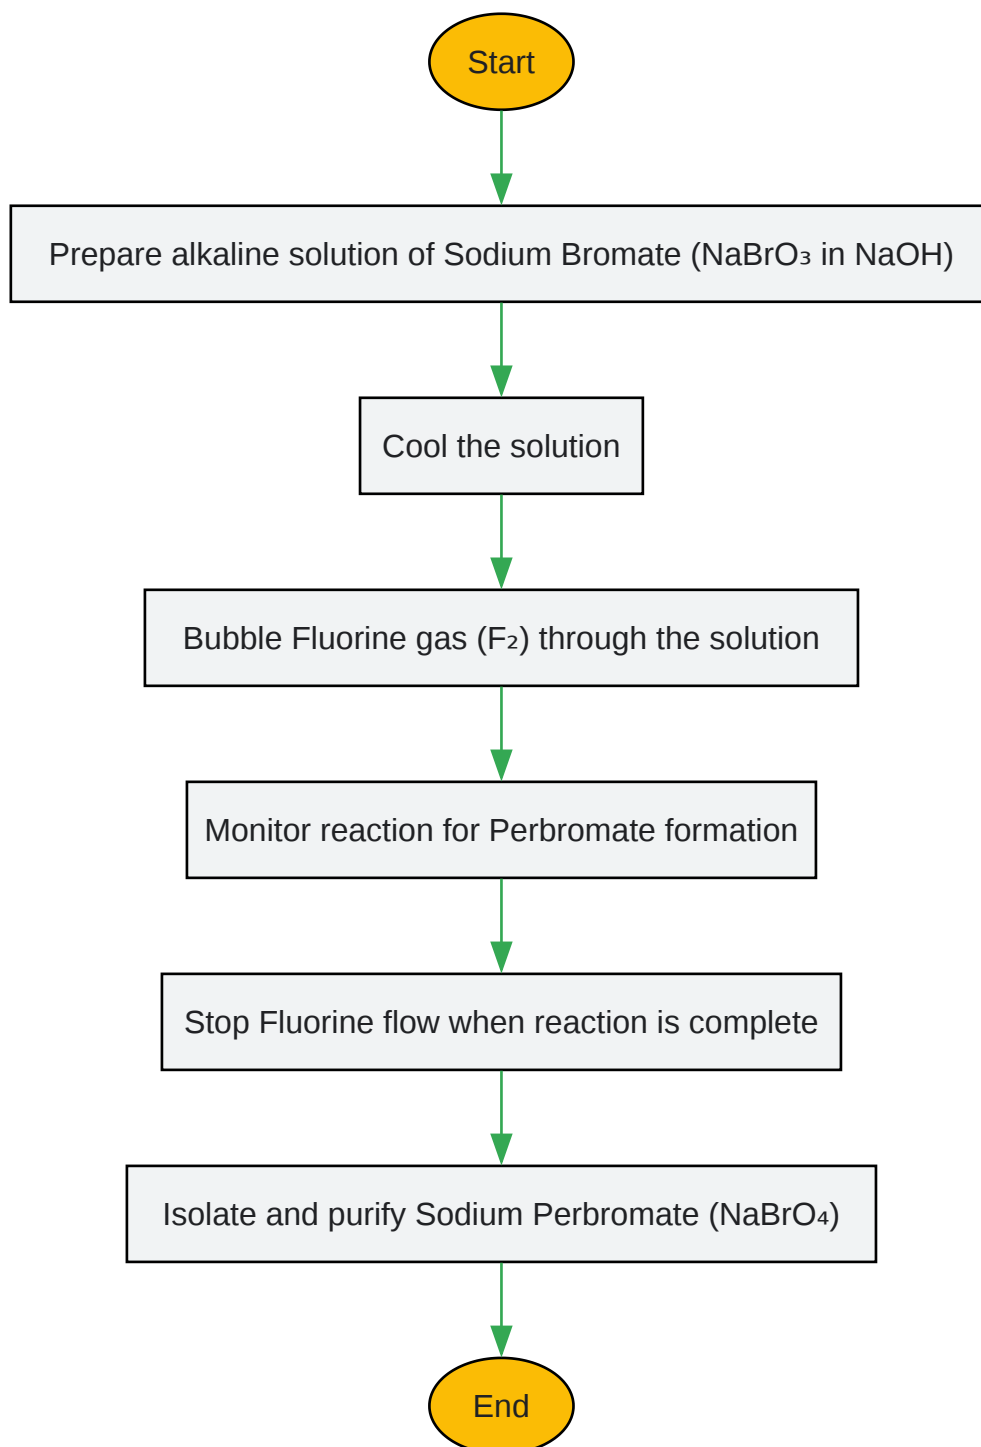 Start
Prepare alkaline solution of Sodium Bromate (NaBrO₃ in NaOH)
Cool the solution
Bubble Fluorine gas (F₂) through the solution
Monitor reaction for Perbromate formation
Stop Fluorine flow when reaction is complete
Isolate and purify Sodium Perbromate (NaBrO₄)
End